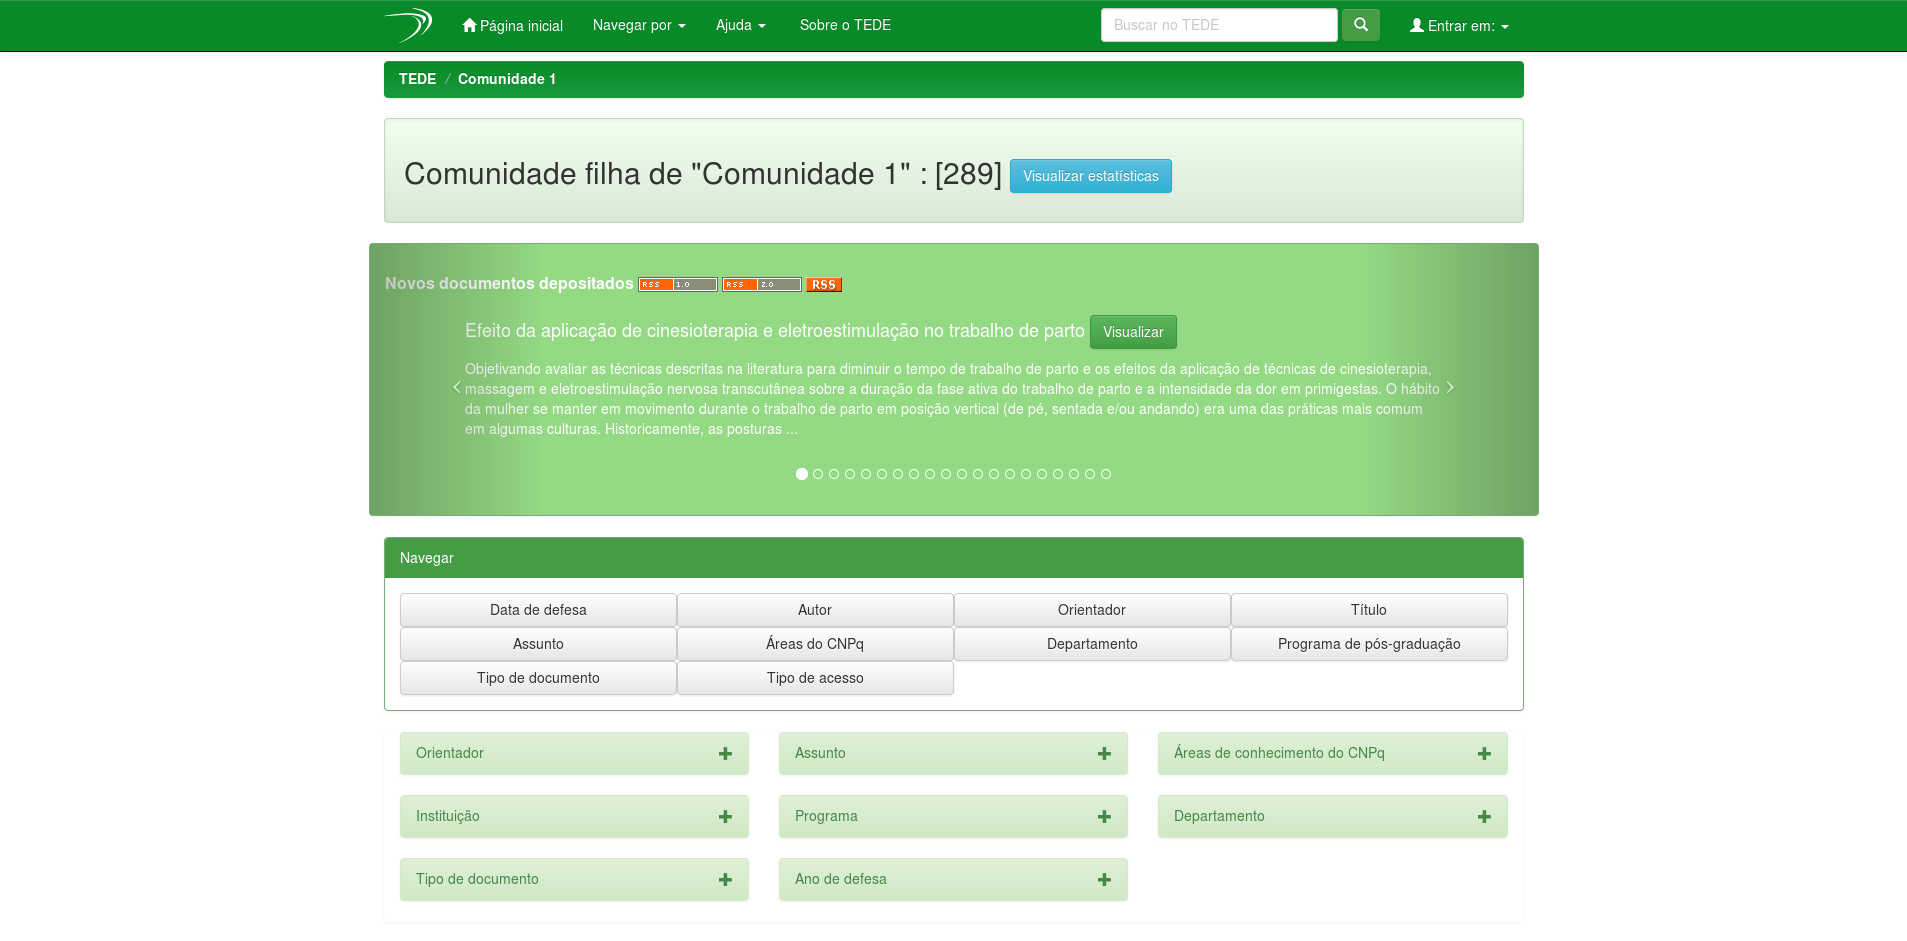 Página inicial Navegar por Ajuda Sobre o TEDE Buscar no TEDE Entrar em:
TEDE / Comunidade 1
Comunidade filha de "Comunidade 1" : [289] Visualizar estatísticas
Novos documentos depositados RSS 1.0 RSS 2.0 RSS
Efeito da aplicação de cinesioterapia e eletroestimulação no trabalho de parto Visualizar
Objetivando avaliar as técnicas descritas na literatura para diminuir o tempo de trabalho de parto e os efeitos da aplicação de técnicas de cinesioterapia,
massagem e eletroestimulação nervosa transcutânea sobre a duração da fase ativa do trabalho de parto e a intensidade da dor em primigestas. O hábito
da mulher se manter em movimento durante o trabalho de parto em posição vertical (de pé, sentada e/ou andando) era uma das práticas mais comum
em algumas culturas. Historicamente, as posturas ...
Navegar
Data de defesa Autor Orientador Título
Assunto Áreas do CNPq Departamento Programa de pós-graduação
Tipo de documento Tipo de acesso
Orientador Assunto Áreas de conhecimento do CNPq
Instituição Programa Departamento
Tipo de documento Ano de defesa